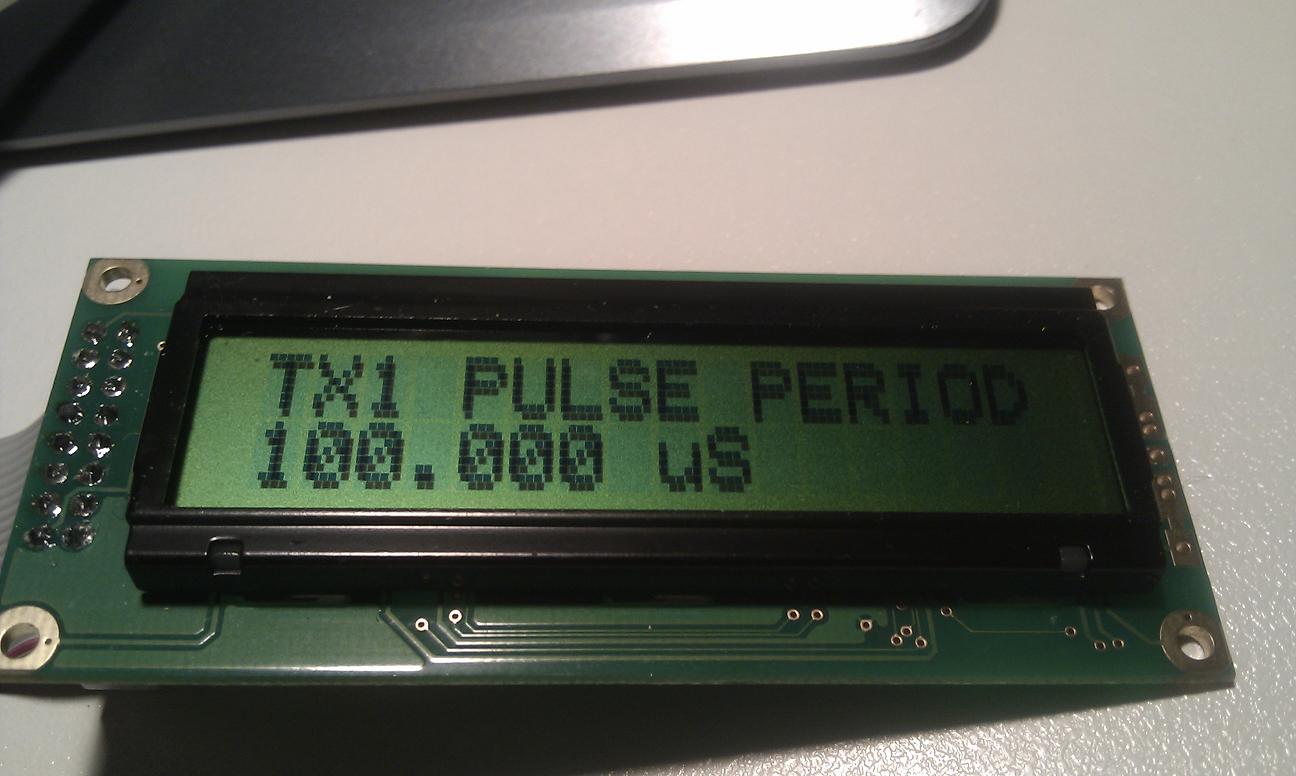 TX1 PULSE PERIOD
100.000 uS